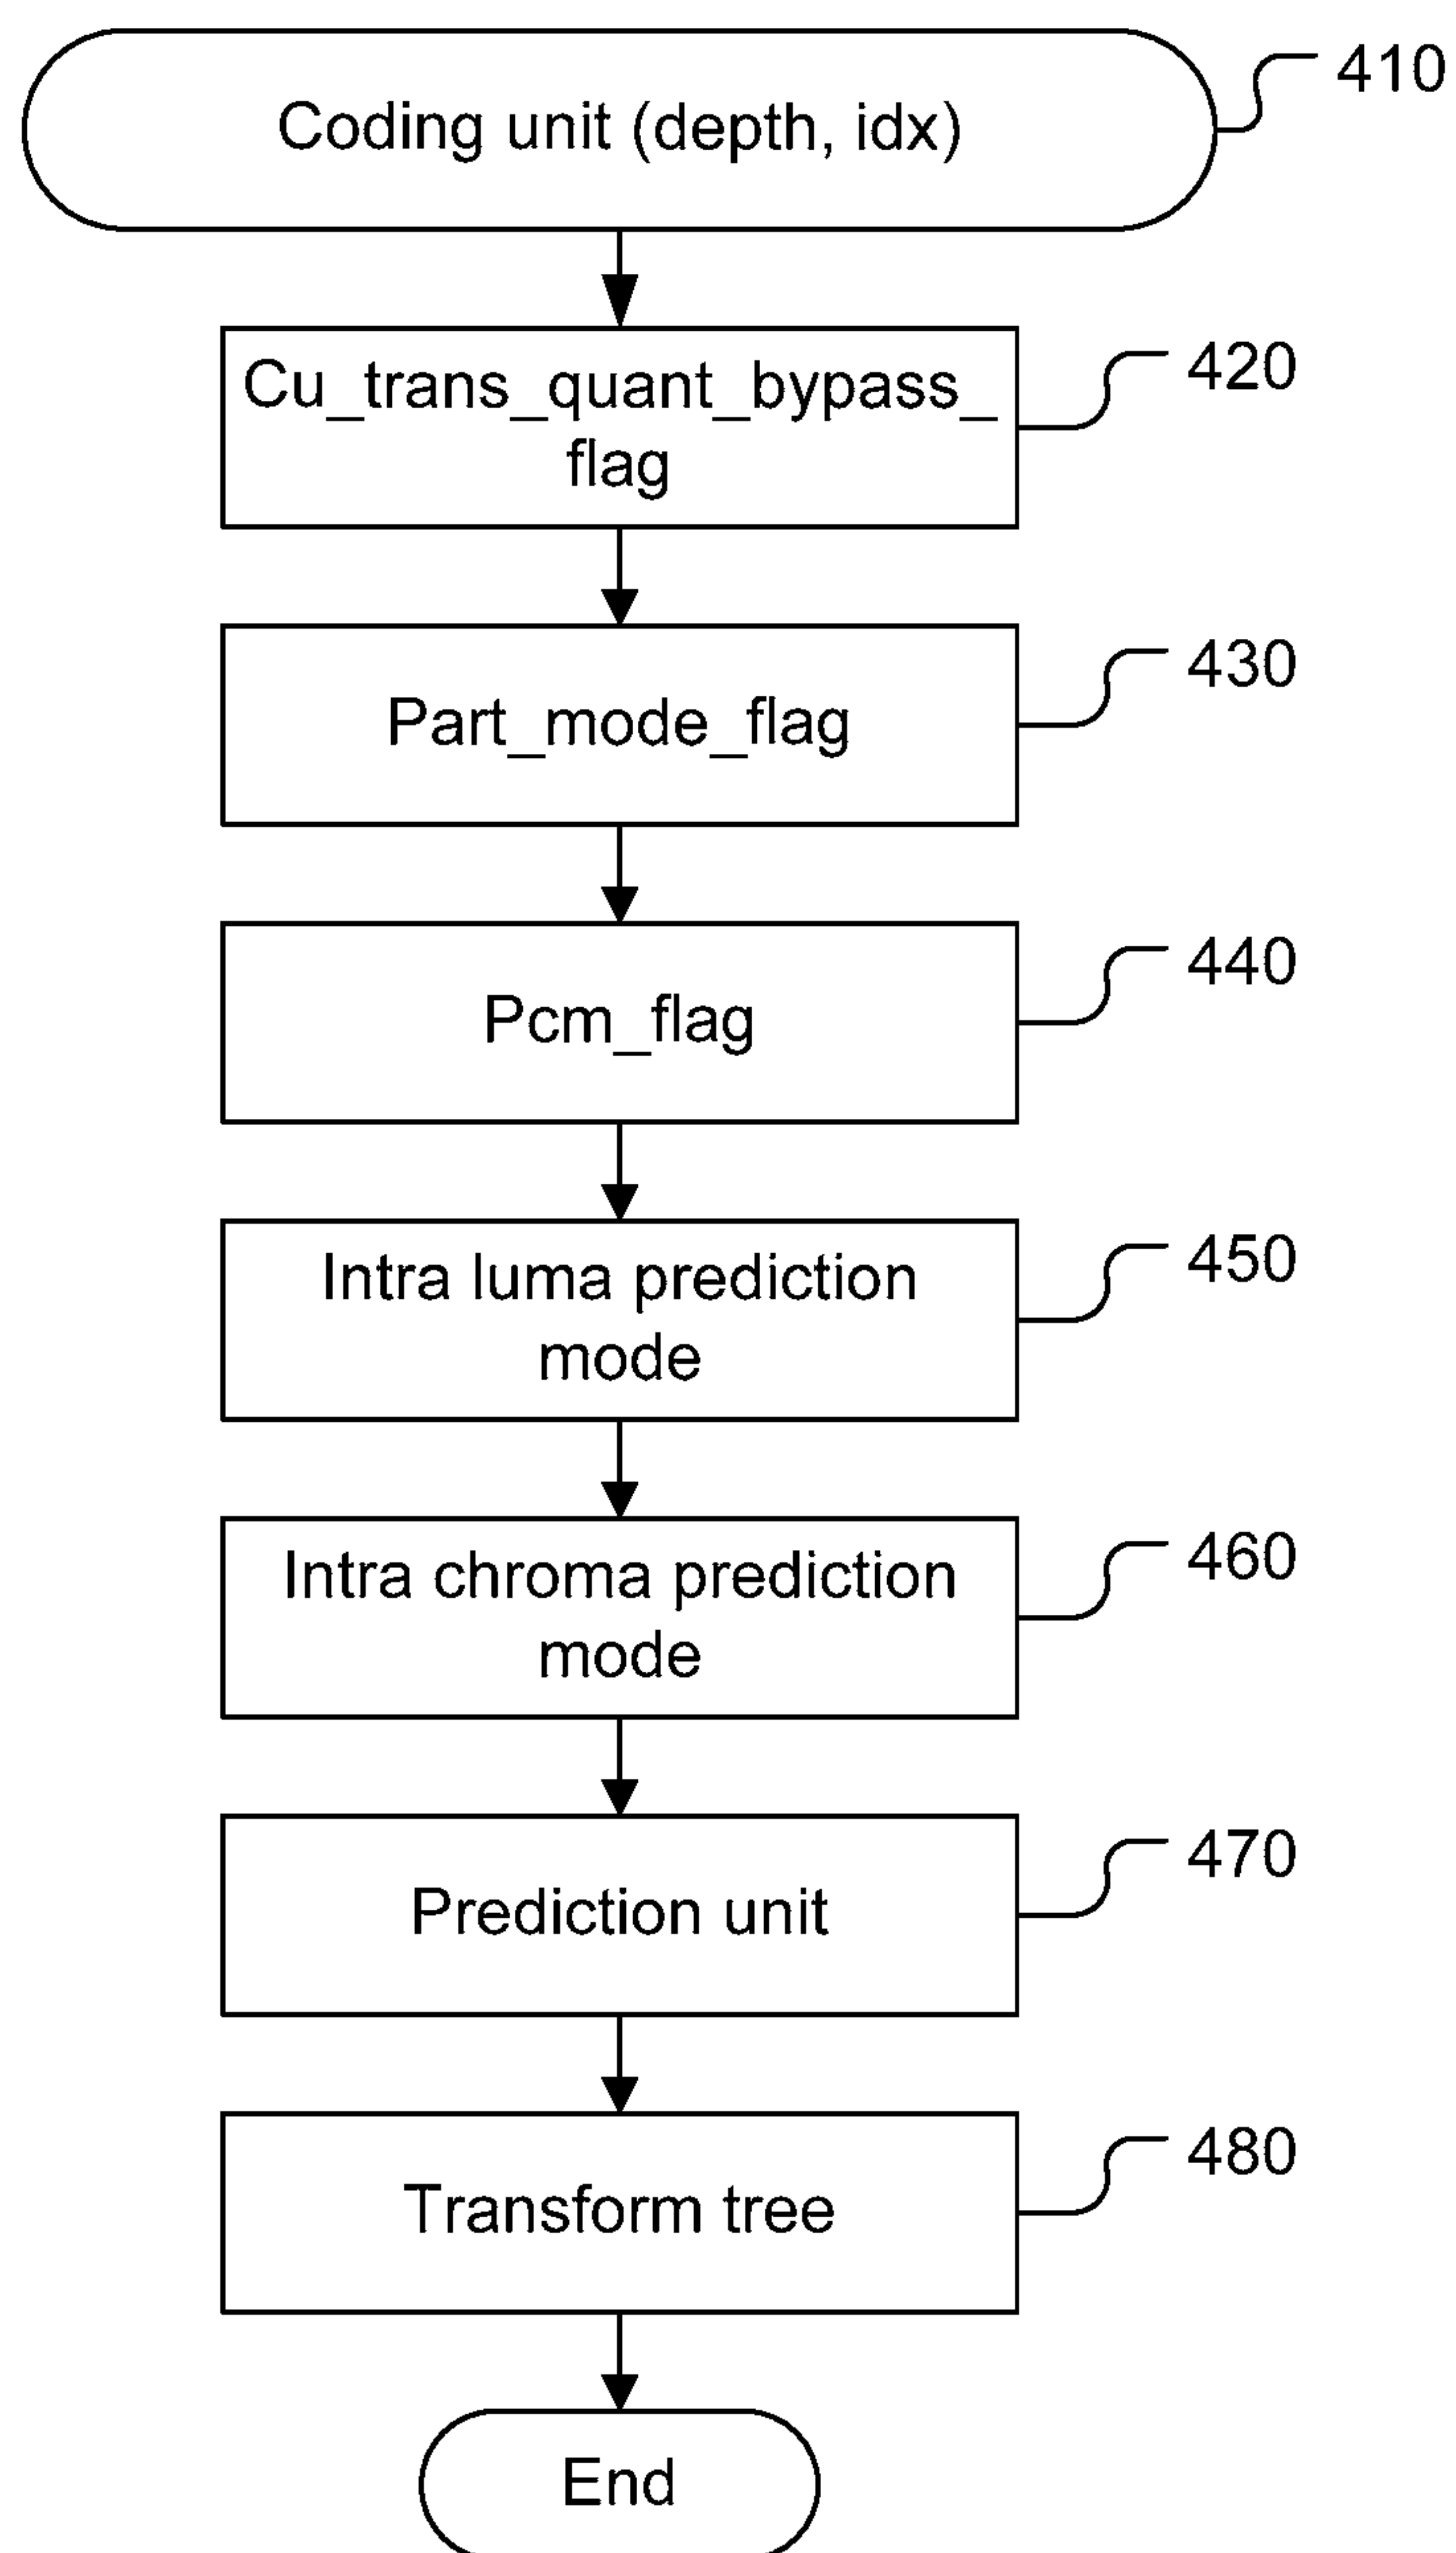 Coding unit (depth, idx)
410
Cu_trans_quant_bypass_
flag
420
Part_mode_flag
430
Pcm_flag
440
Intra luma prediction
mode
450
Intra chroma prediction
mode
460
Prediction unit
470
Transform tree
480
End